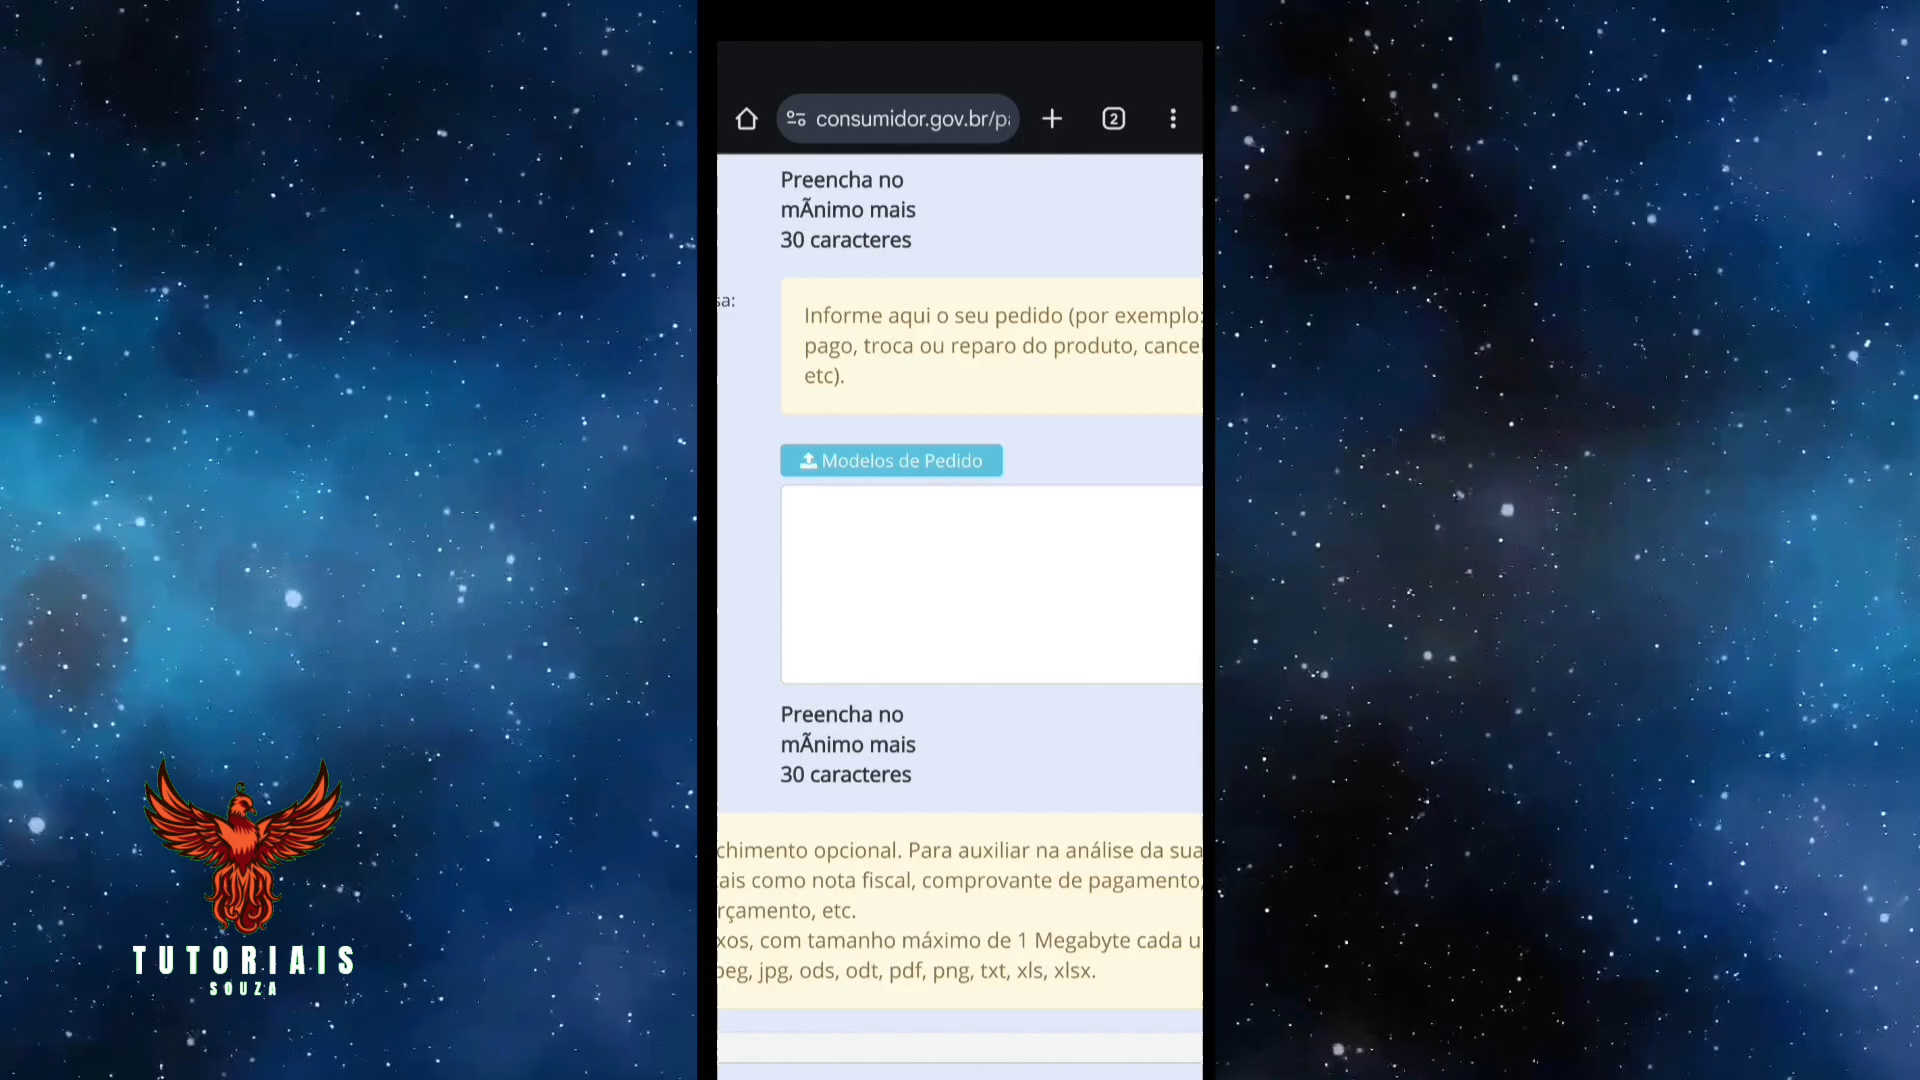 consumidor.gov.br/pa
2
Preencha no
mÃnimo mais
30 caracteres
sa:
Informe aqui o seu pedido (por exemplo:
pago, troca ou reparo do produto, cance
etc).
Modelos de Pedido
Preencha no
mÃnimo mais
30 caracteres
chimento opcional. Para auxiliar na análise da sua
ais como nota fiscal, comprovante de pagamento,
rçamento, etc.
xos, com tamanho máximo de 1 Megabyte cada u
peg, jpg, ods, odt, pdf, png, txt, xls, xlsx.
TUTORIAIS
SOUZA